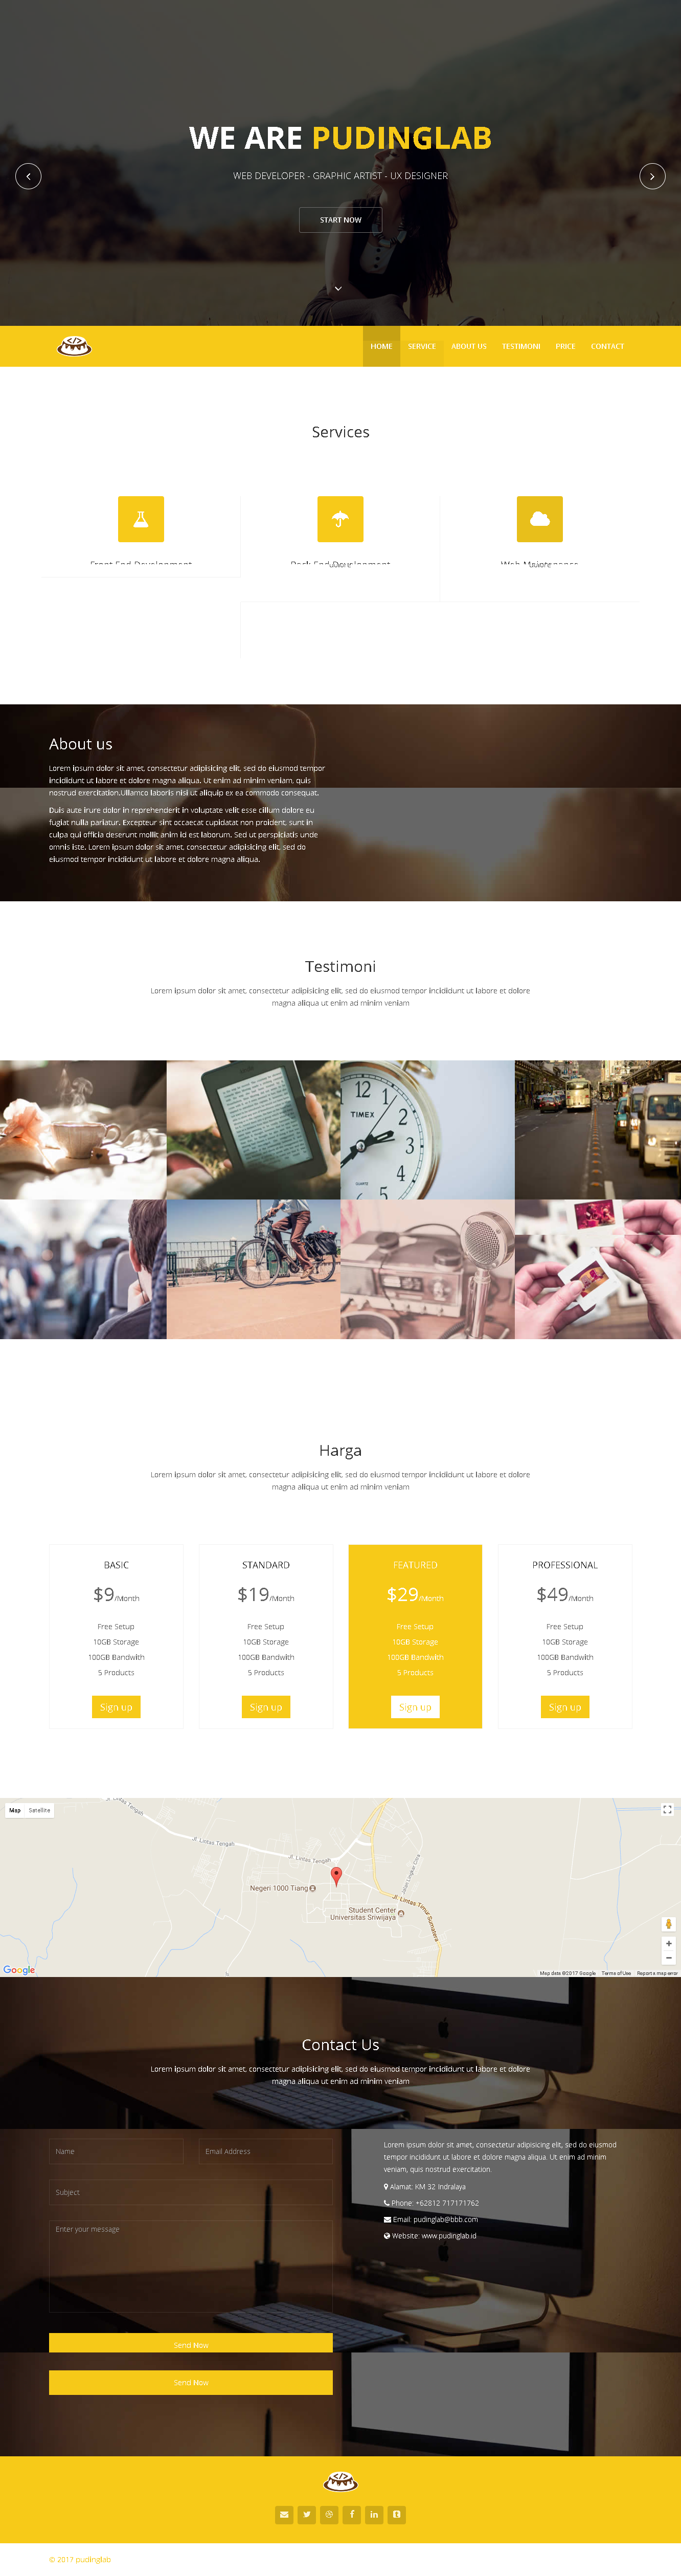 WE ARE PUDINGLAB
WEB DEVELOPER - GRAPHIC ARTIST - UX DESIGNER
START NOW
HOME SERVICE ABOUT US TESTIMONI PRICE CONTACT
Services
Front End Development
Back End Development
Web Maintenance
About us
Lorem ipsum dolor sit amet, consectetur adipisicing elit, sed do eiusmod tempor
incididunt ut labore et dolore magna aliqua. Ut enim ad minim veniam, quis
nostrud exercitation.Ullamco laboris nisi ut aliquip ex ea commodo consequat.
Duis aute irure dolor in reprehenderit in voluptate velit esse cillum dolore eu
fugiat nulla pariatur. Excepteur sint occaecat cupidatat non proident, sunt in
culpa qui officia deserunt mollit anim id est laborum. Sed ut perspiciatis unde
omnis iste. Lorem ipsum dolor sit amet, consectetur adipisicing elit, sed do
eiusmod tempor incididunt ut labore et dolore magna aliqua.
Testimoni
Lorem ipsum dolor sit amet, consectetur adipisicing elit, sed do eiusmod tempor incididunt ut labore et dolore
magna aliqua ut enim ad minim veniam
TIMEX
QUARTZ
Harga
Lorem ipsum dolor sit amet, consectetur adipisicing elit, sed do eiusmod tempor incididunt ut labore et dolore
magna aliqua ut enim ad minim veniam
BASIC
$9/Month
Free Setup
10GB Storage
100GB Bandwith
5 Products
Sign up
STANDARD
$19/Month
Free Setup
10GB Storage
100GB Bandwith
5 Products
Sign up
FEATURED
$29/Month
Free Setup
10GB Storage
100GB Bandwith
5 Products
Sign up
PROFESSIONAL
$49/Month
Free Setup
10GB Storage
100GB Bandwith
5 Products
Sign up
Map Satellite
Jl. Lintas Tengah
Jl. Lintas Tengah
Jl. Lintas Tengah
Negeri 1000 Tiang
Student Center
Universitas Sriwijaya
Jl. Lintas Timur Sumatera
Google
Map data ©2017 Google Terms of Use Report a map error
Contact Us
Lorem ipsum dolor sit amet, consectetur adipisicing elit, sed do eiusmod tempor incididunt ut labore et dolore
magna aliqua ut enim ad minim veniam
Name
Email Address
Subject
Enter your message
Send Now
Send Now
Lorem ipsum dolor sit amet, consectetur adipisicing elit, sed do eiusmod
tempor incididunt ut labore et dolore magna aliqua. Ut enim ad minim
veniam, quis nostrud exercitation.
Alamat: KM 32 Indralaya
Phone: +62812 717171762
Email: pudinglab@bbb.com
Website: www.pudinglab.id
© 2017 pudinglab